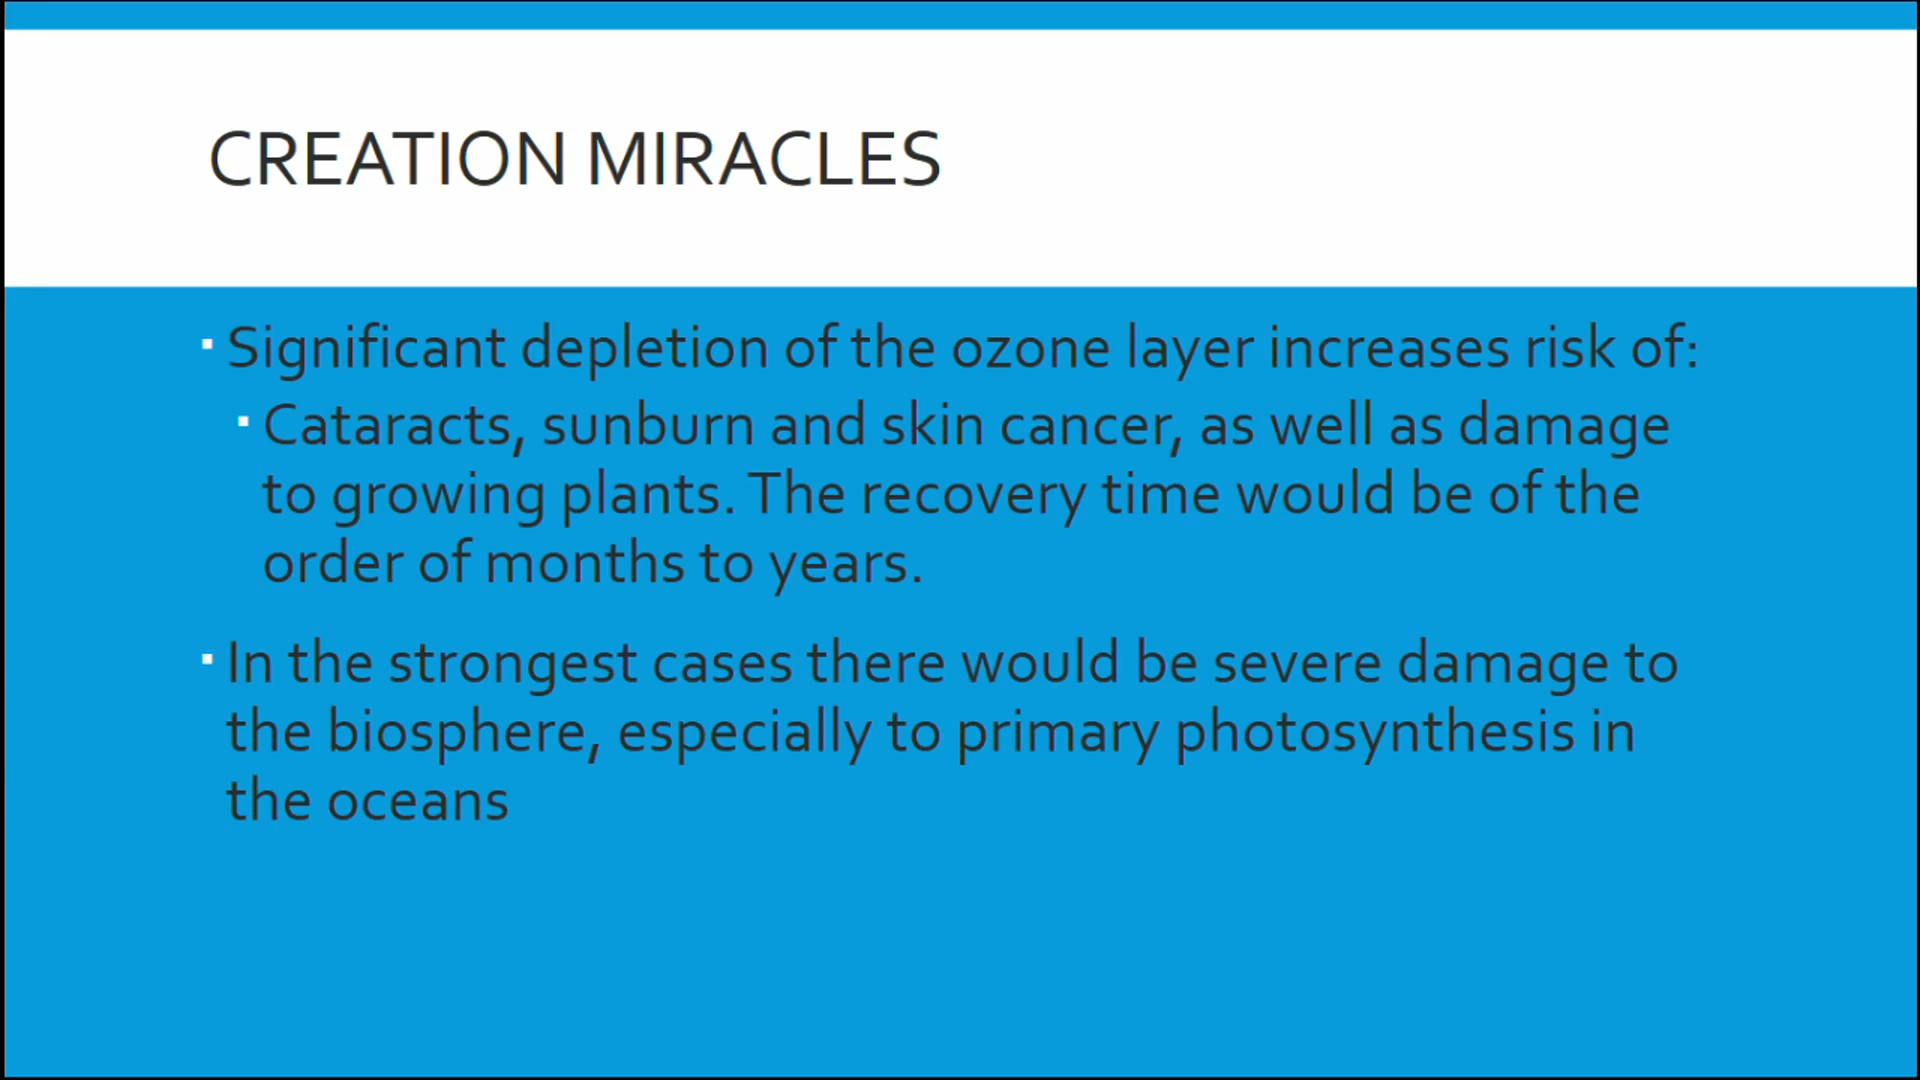 CREATION MIRACLES
▪ Significant depletion of the ozone layer increases risk of:
▪ Cataracts, sunburn and skin cancer, as well as damage
to growing plants. The recovery time would be of the
order of months to years.
▪ In the strongest cases there would be severe damage to
the biosphere, especially to primary photosynthesis in
the oceans